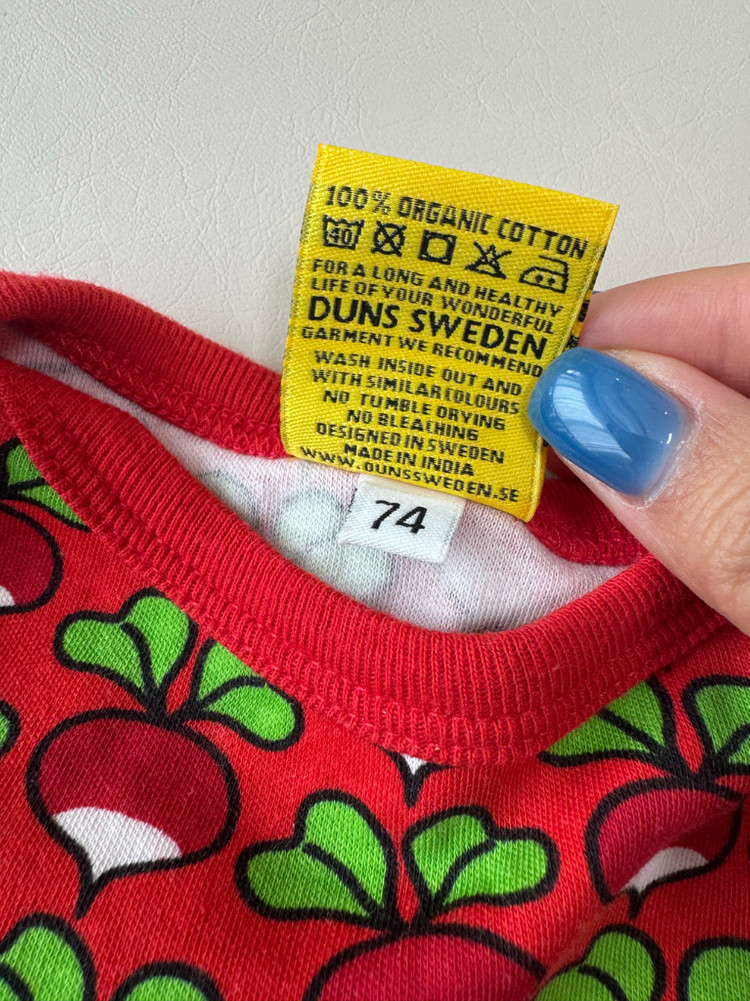 100% ORGANIC COTTON
40
FOR A LONG AND HEALTHY
LIFE OF YOUR WONDERFUL
DUNS SWEDEN
GARMENT WE RECOMMEND
WASH INSIDE OUT AND
WITH SIMILAR COLOURS
NO TUMBLE DRYING
NO BLEACHING
DESIGNED IN SWEDEN
MADE IN INDIA
WWW.DUNSSWEDEN.SE
74